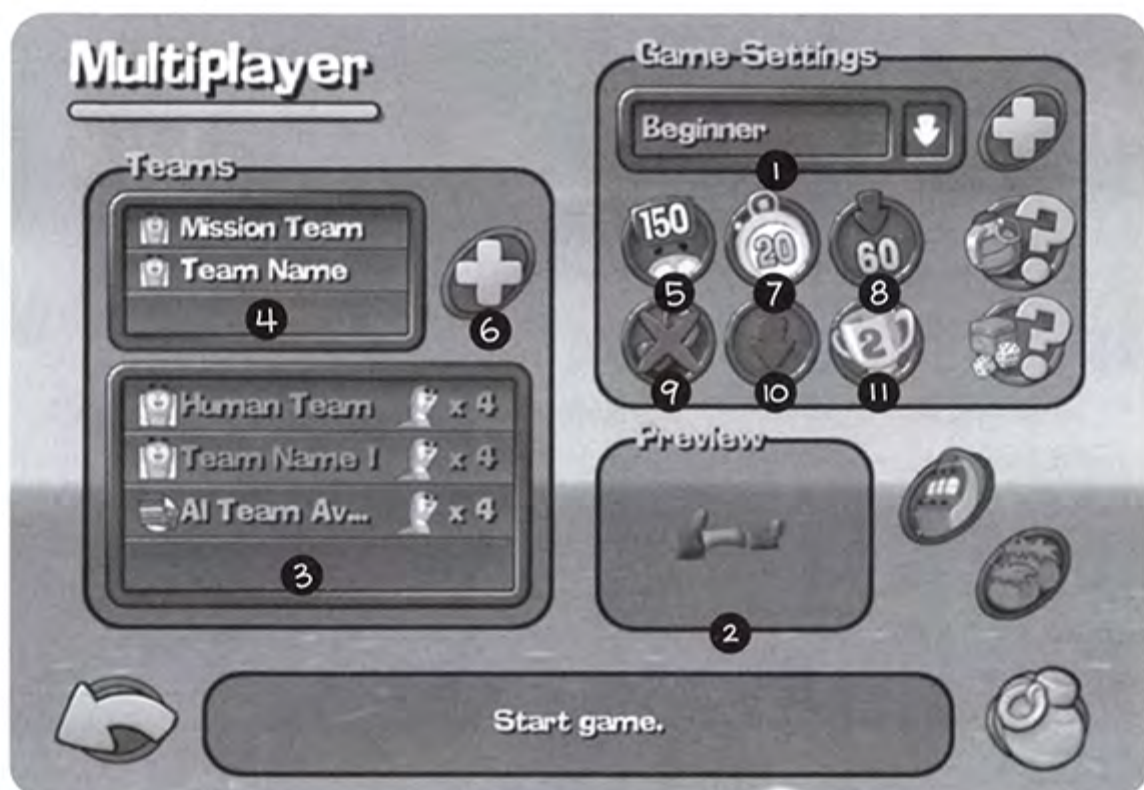 Multiplayer
Teams
Mission Team
Team Name
4
6
Human Team x 4
Team Name 1 x 4
AI Team Av... x 4
3
Game Settings
Beginner
1
150
20
60
5
7
8
2
9
10
11
Preview
2
Start game.